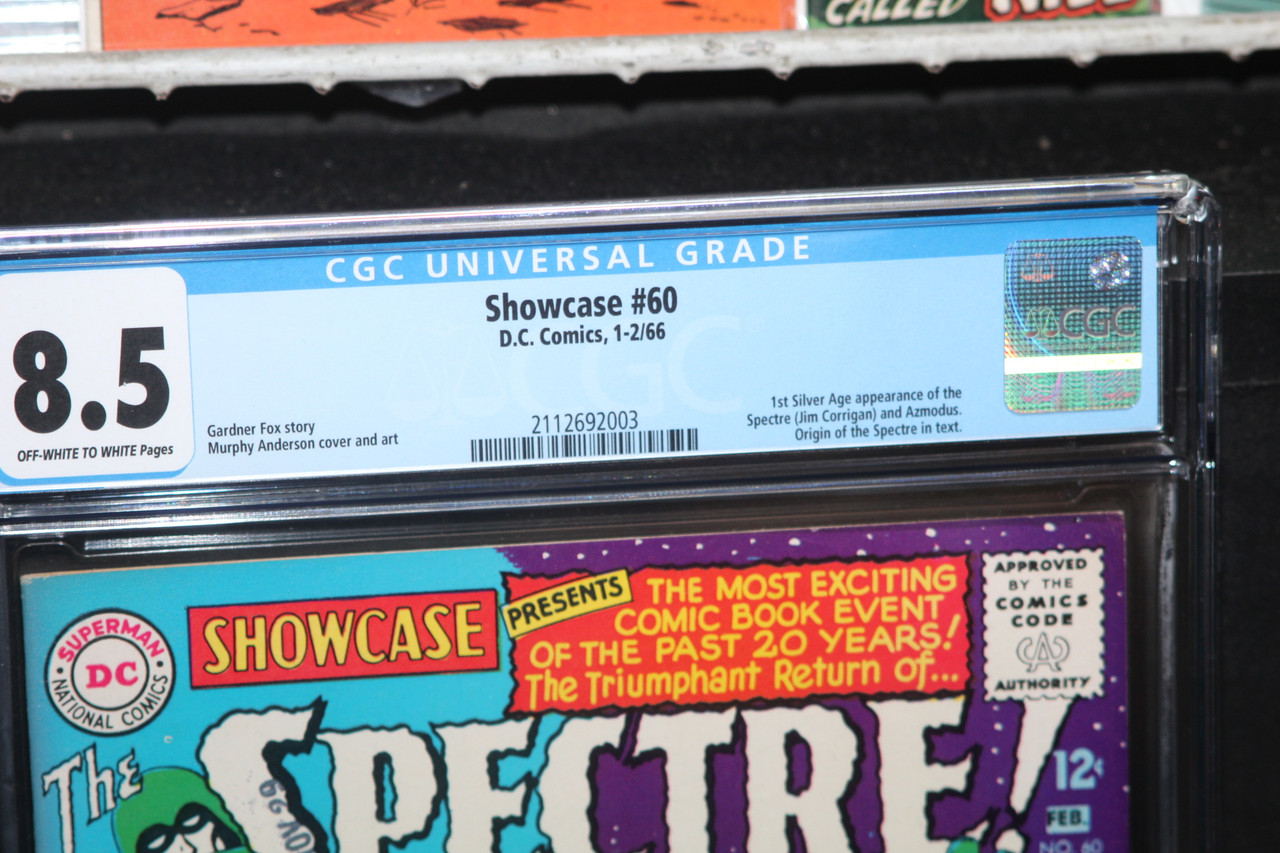 CALLED
CGC UNIVERSAL GRADE
8.5
OFF-WHITE TO WHITE Pages
Showcase #60
D.C. Comics, 1-2/66
CGC
CGC
Gardner Fox story
Murphy Anderson cover and art
2112692003
1st Silver Age appearance of the
Spectre (Jim Corrigan) and Azmodus.
Origin of the Spectre in text.
SUPERMAN
DC
NATIONAL COMICS
SHOWCASE
PRESENTS
THE MOST EXCITING
COMIC BOOK EVENT
OF THE PAST 20 YEARS!
The Triumphant Return of...
APPROVED
BY THE
COMICS
CODE
AUTHORITY
The SPECTRE!
12¢
FEB.
NO. 60